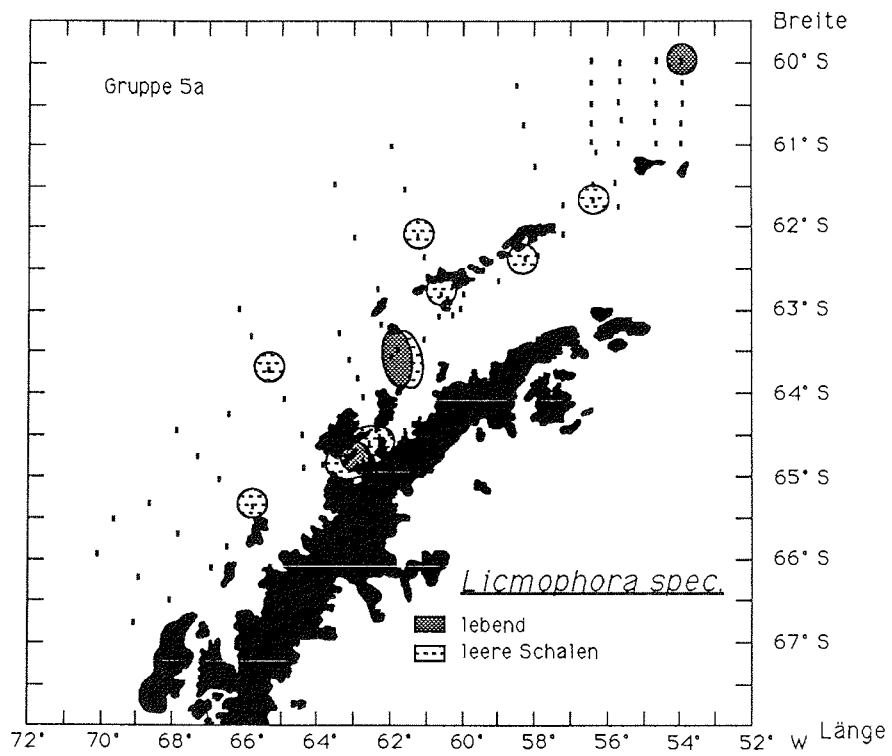 Breite
60° S
Gruppe 5a
61° S
62° S
63° S
64° S
65° S
66° S
Licmophora spec.
lebend
67° S
leere Schalen
72° 70° 68° 66° 64° 62° 60° 58° 56° 54° 52° W Länge